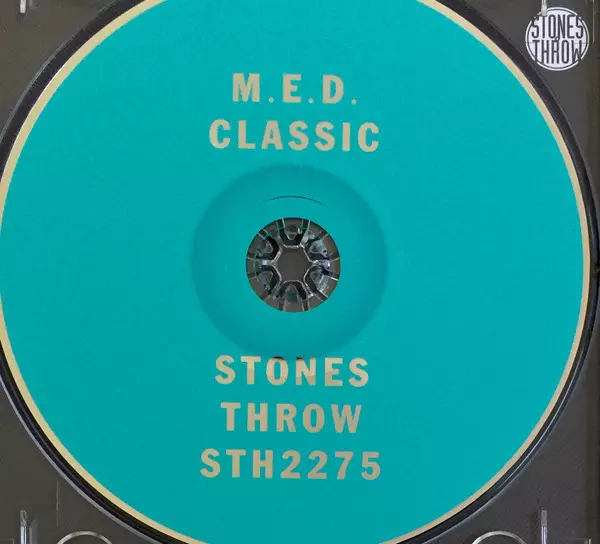 STONES
THROW
M.E.D.
CLASSIC
STONES
THROW
STH2275